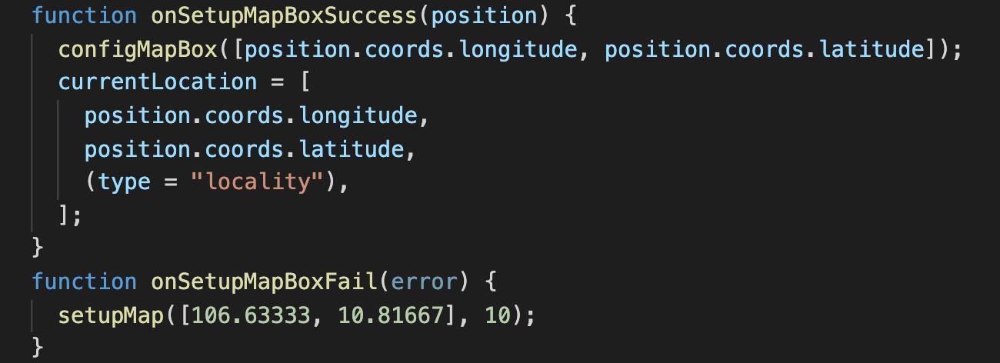 function onSetupMapBoxSuccess(position) {
configMapBox([position.coords.longitude, position.coords.latitude]);
currentLocation = [
position.coords.longitude,
position.coords.latitude,
(type = "locality"),
];
}
function onSetupMapBoxFail(error) {
setupMap([106.63333, 10.81667], 10);
}